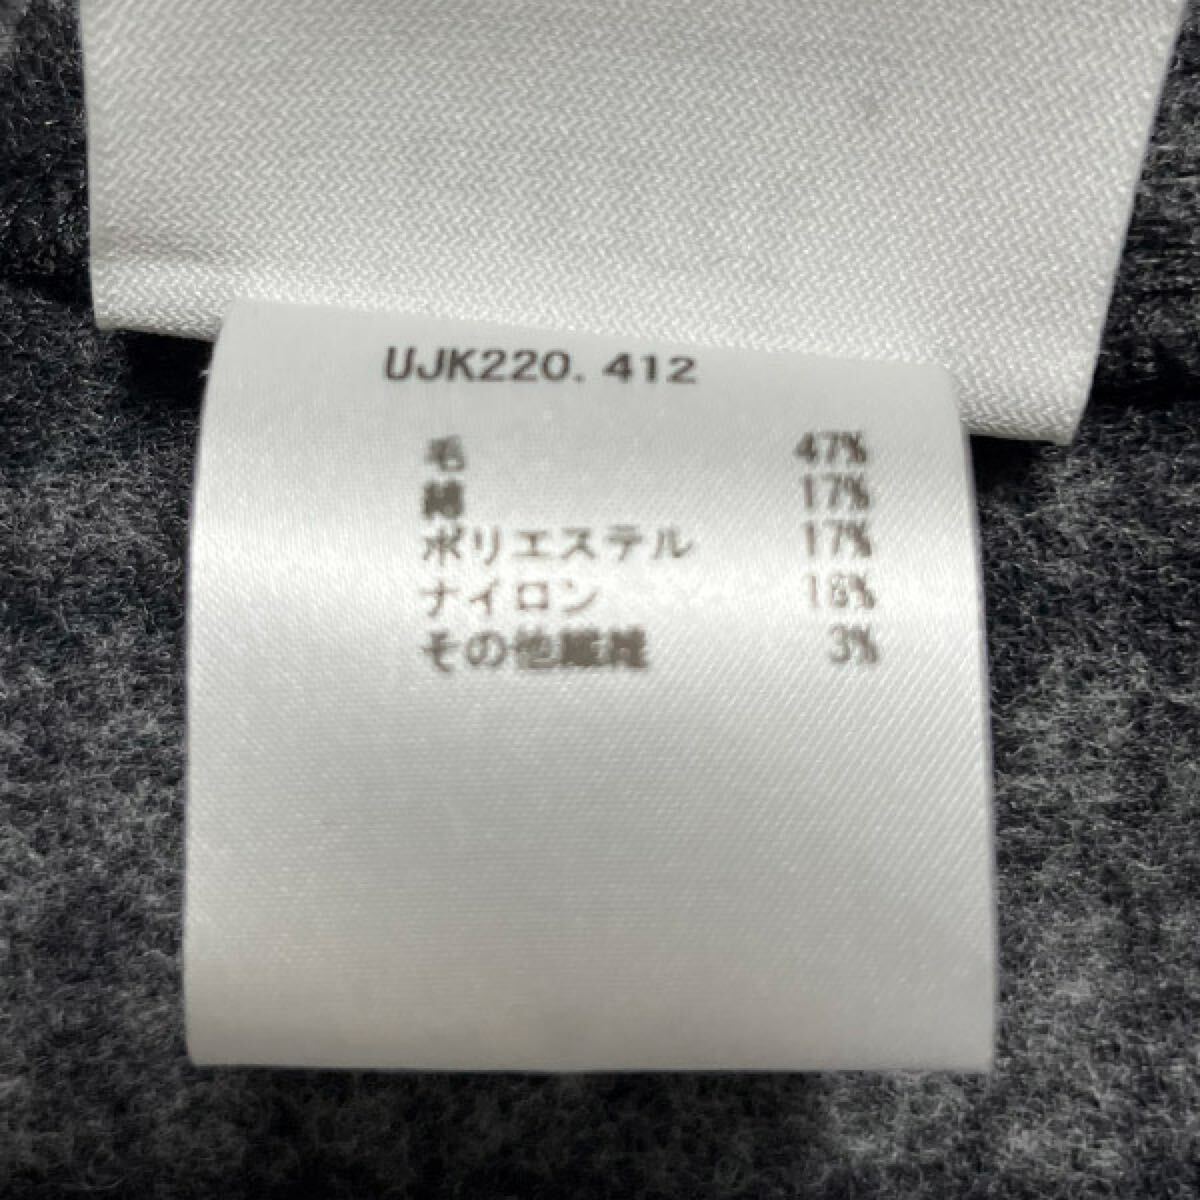 UJK220.412
毛 47%
綿 17%
ポリエステル 17%
ナイロン 16%
その他繊維 3%